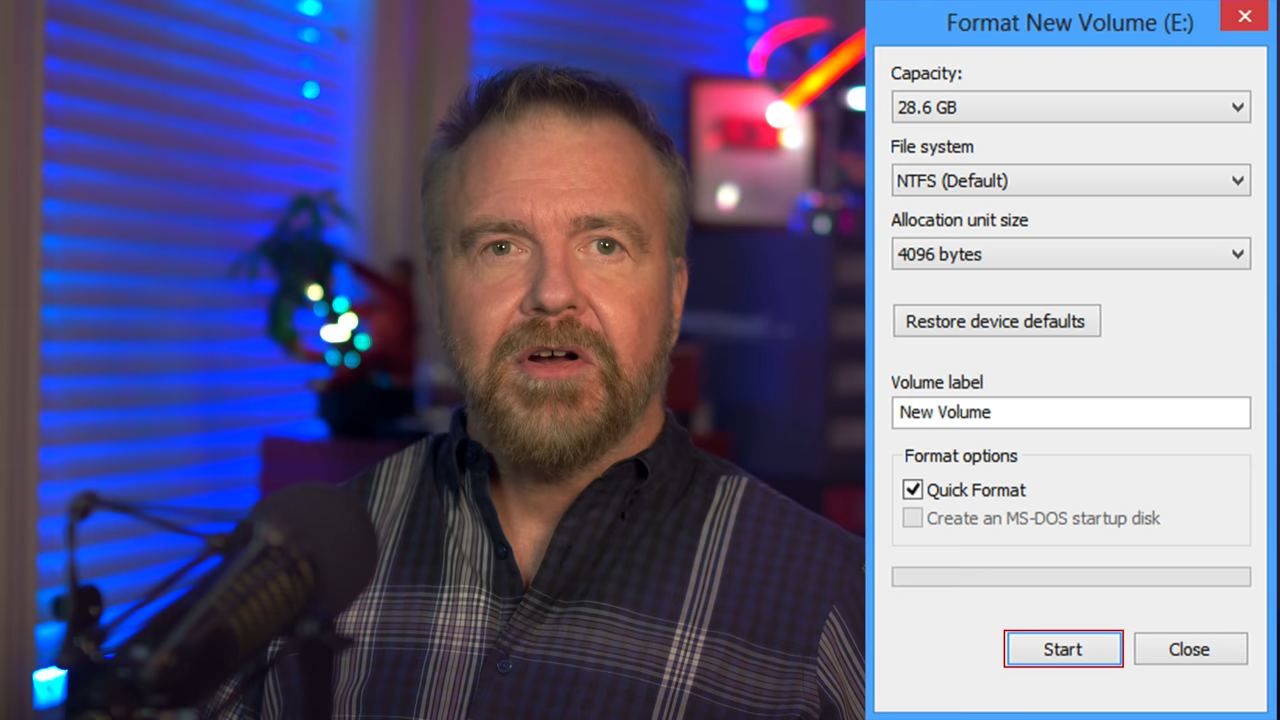 Format New Volume (E:)
Capacity:
28.6 GB
File system
NTFS (Default)
Allocation unit size
4096 bytes
Restore device defaults
Volume label
New Volume
Format options
Quick Format
Create an MS-DOS startup disk
Start
Close